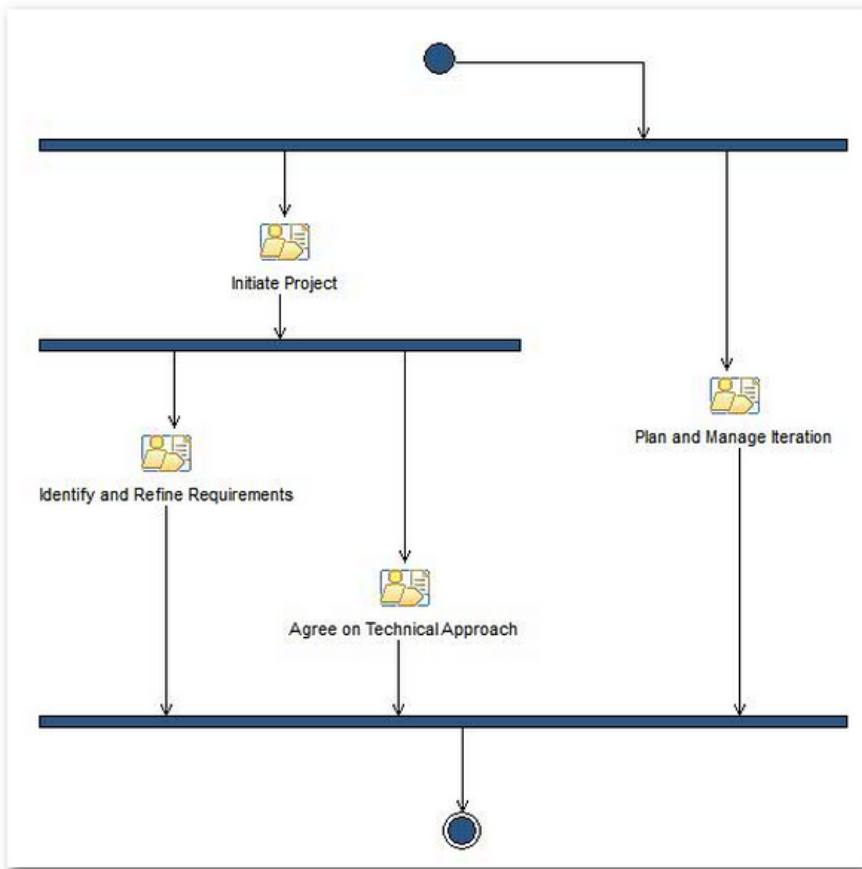 Initiate Project
Plan and Manage Iteration
Identify and Refine Requirements
Agree on Technical Approach